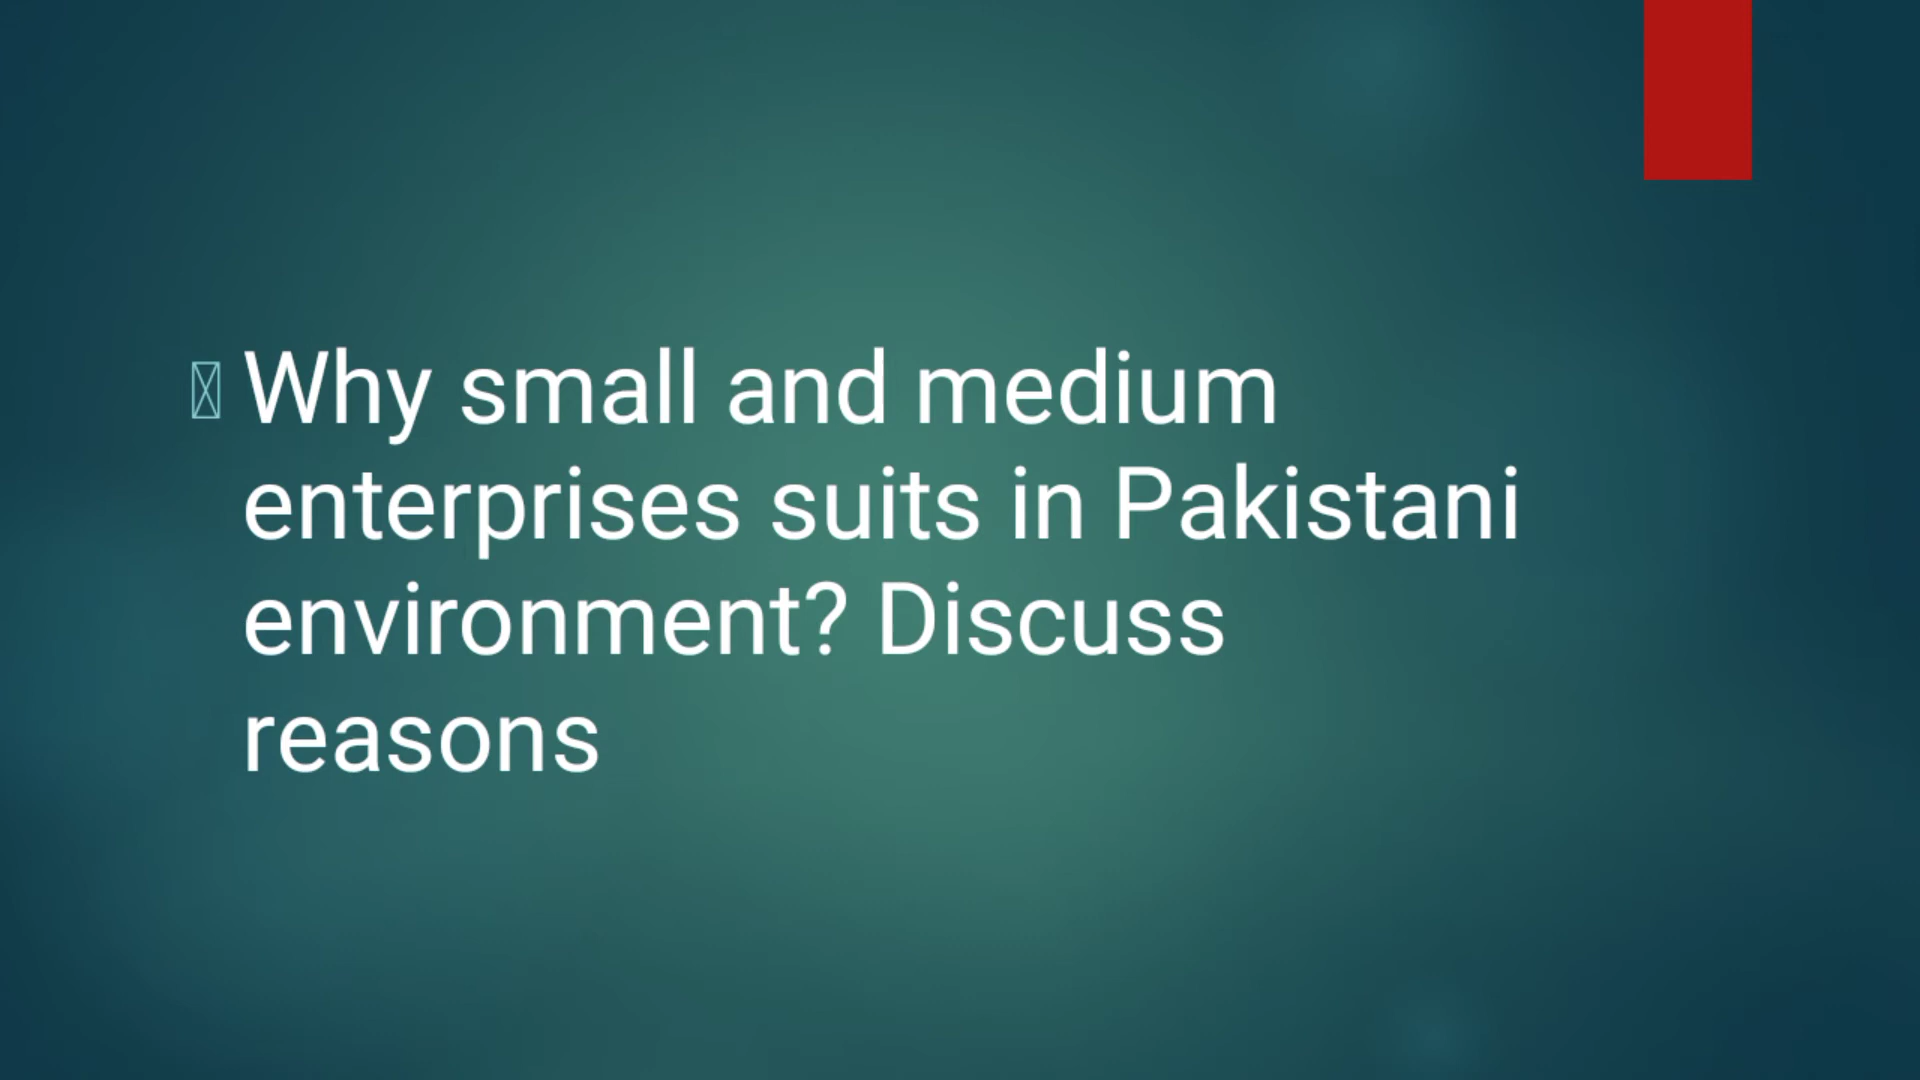 Why small and medium
enterprises suits in Pakistani
environment? Discuss
reasons